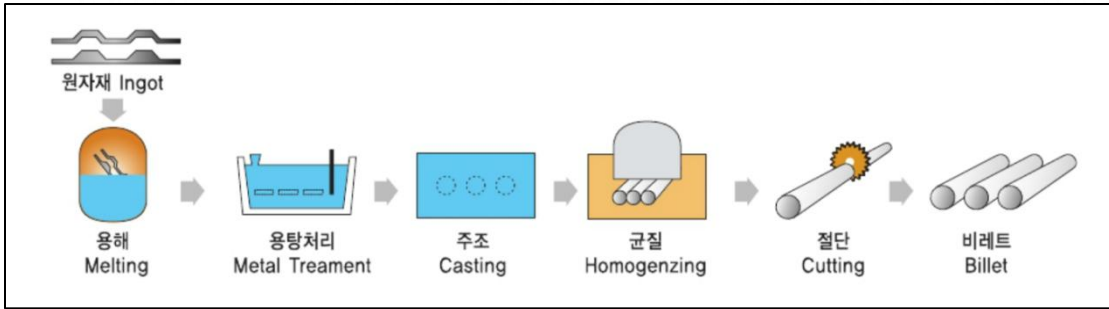 원자재 Ingot
용해
Melting
용탕처리
Metal Treament
주조
Casting
균질
Homogenzing
절단
Cutting
비레트
Billet